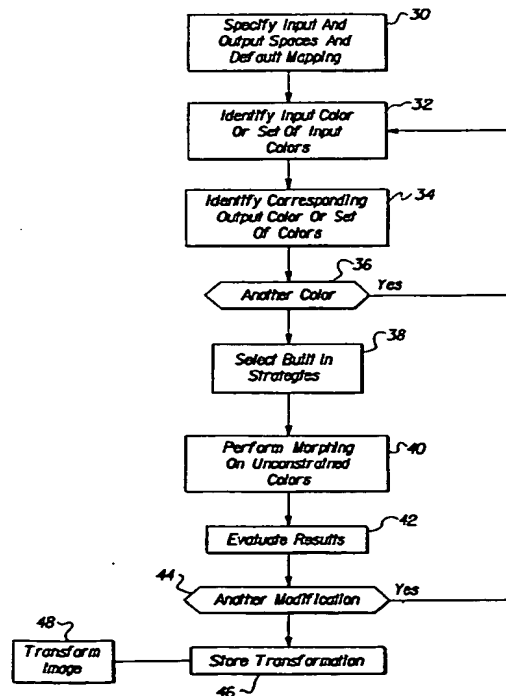 Specify Input And
Output Spaces And
Default Mapping
30
Identify Input Color
Or Set Of Input
Colors
32
Identify Corresponding
Output Color Or Set
Of Colors
34
36
Another Color
Yes
38
Select Built In
Strategies
Perform Morphing
On Unconstrained
Colors
40
Evaluate Results
42
44
Another Modification
Yes
48
Transform
Image
Store Transformation
46